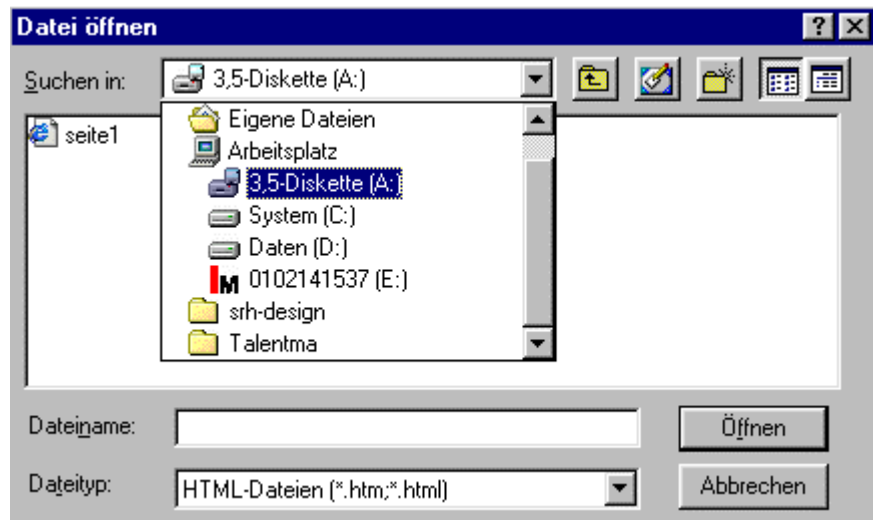 Datei öffnen
Suchen in: 3,5-Diskette (A:)
seite1
Eigene Dateien
Arbeitsplatz
3,5-Diskette (A:)
System (C:)
Daten (D:)
0102141537 (E:)
srh-design
Talentma
Dateiname:
Öffnen
Dateityp: HTML-Dateien (*.htm;*.html)
Abbrechen